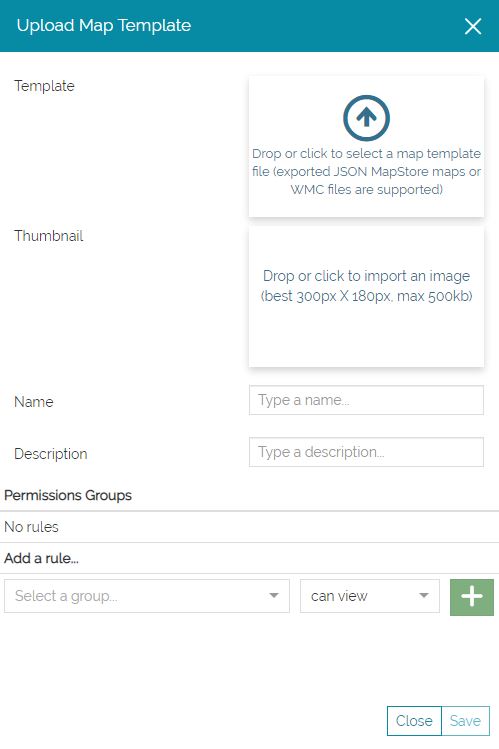 Upload Map Template
Template
Drop or click to select a map template
file (exported JSON MapStore maps or
WMC files are supported)
Thumbnail
Drop or click to import an image
(best 300px X 180px, max 500kb)
Name
Type a name...
Description
Type a description...
Permissions Groups
No rules
Add a rule...
Select a group...
can view
Close
Save